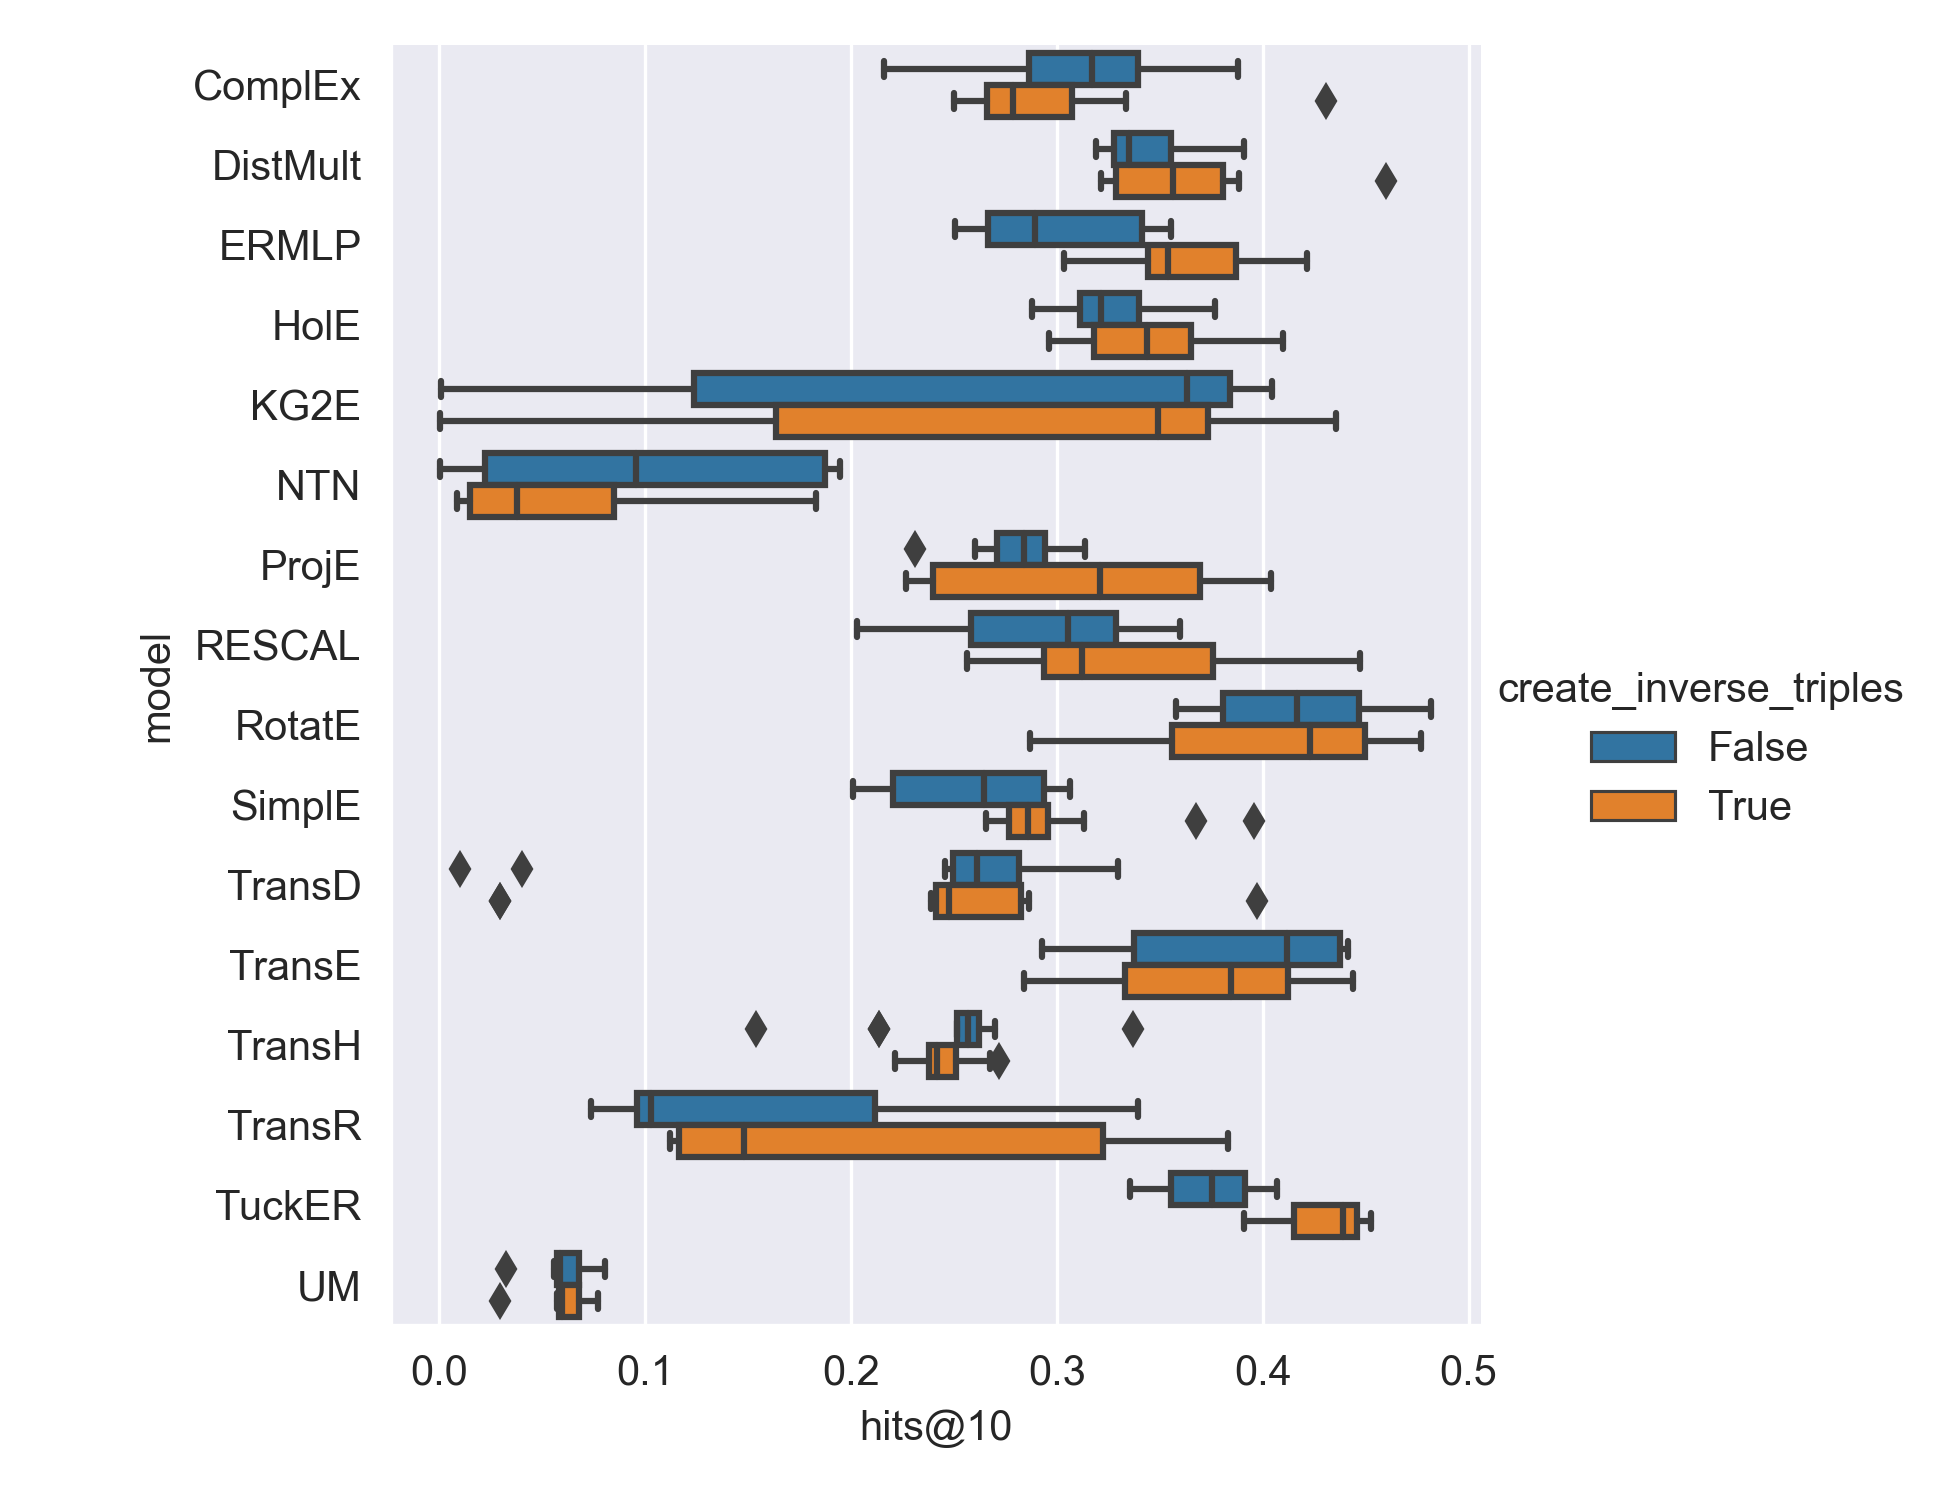 ComplEx
DistMult
ERMLP
HolE
KG2E
NTN
ProjE
RESCAL
RotatE
SimplE
TransD
TransE
TransH
TransR
TuckER
UM
model
0.0 0.1 0.2 0.3 0.4 0.5
hits@10
create_inverse_triples
False
True